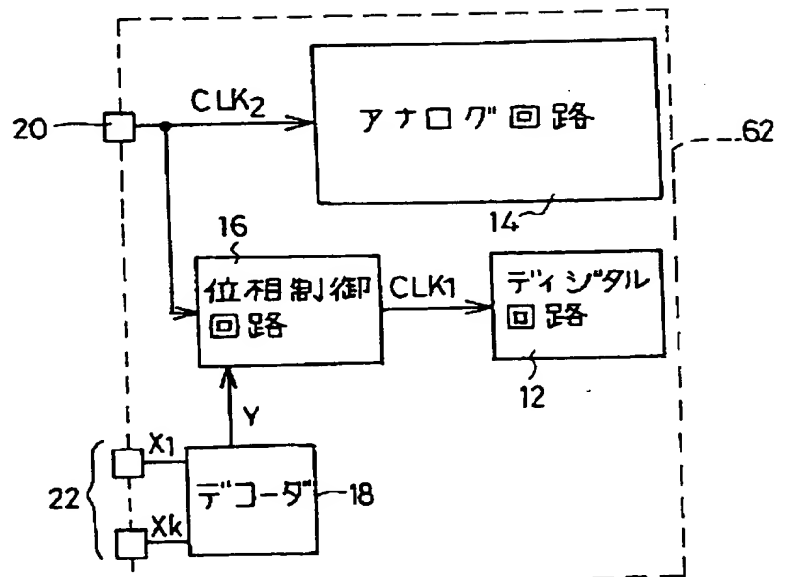 20
CLK2
アナログ回路
14
62
16
位相制御
回路
CLK1
ディジタル
回路
12
Y
22
X1
Xk
デコーダ
18